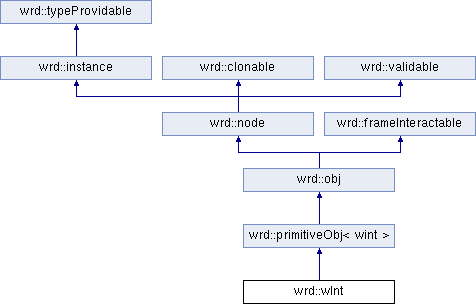 wrd::typeProvidable
wrd::instance
wrd::clonable
wrd::validable
wrd::node
wrd::frameInteractable
wrd::obj
wrd::primitiveObj< wint >
wrd::wInt